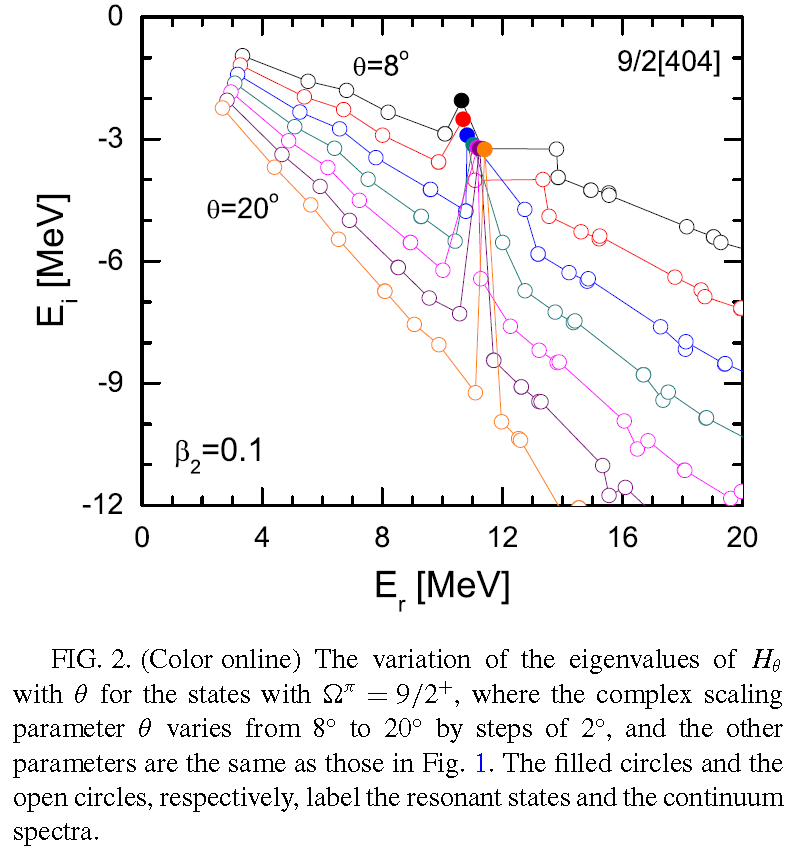 0
θ=8°
9/2[404]
-3
θ=20°
-6
E_i [MeV]
-9
β₂=0.1
-12
0 4 8 12 16 20
E_r [MeV]
FIG. 2. (Color online) The variation of the eigenvalues of H_θ
with θ for the states with Ω^π = 9/2⁺, where the complex scaling
parameter θ varies from 8° to 20° by steps of 2°, and the other
parameters are the same as those in Fig. 1. The filled circles and the
open circles, respectively, label the resonant states and the continuum
spectra.